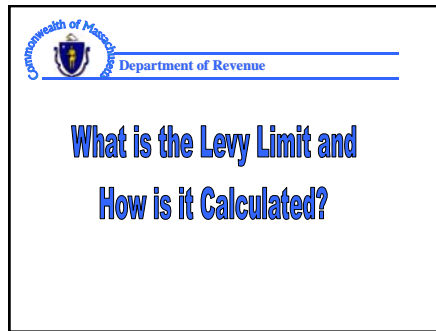 Commonwealth of Massachusetts
Department of Revenue
What is the Levy Limit and
How is it Calculated?